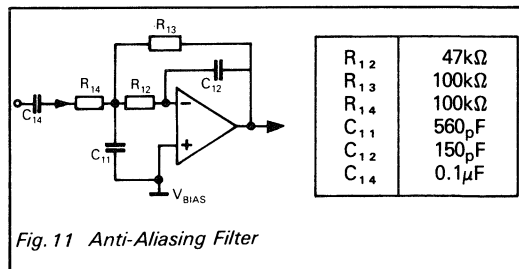 R13
R14
R12
C12
C14
C11
−
+
VBIAS
R12 47kΩ
R13 100kΩ
R14 100kΩ
C11 560pF
C12 150pF
C14 0.1μF
Fig. 11 Anti-Aliasing Filter